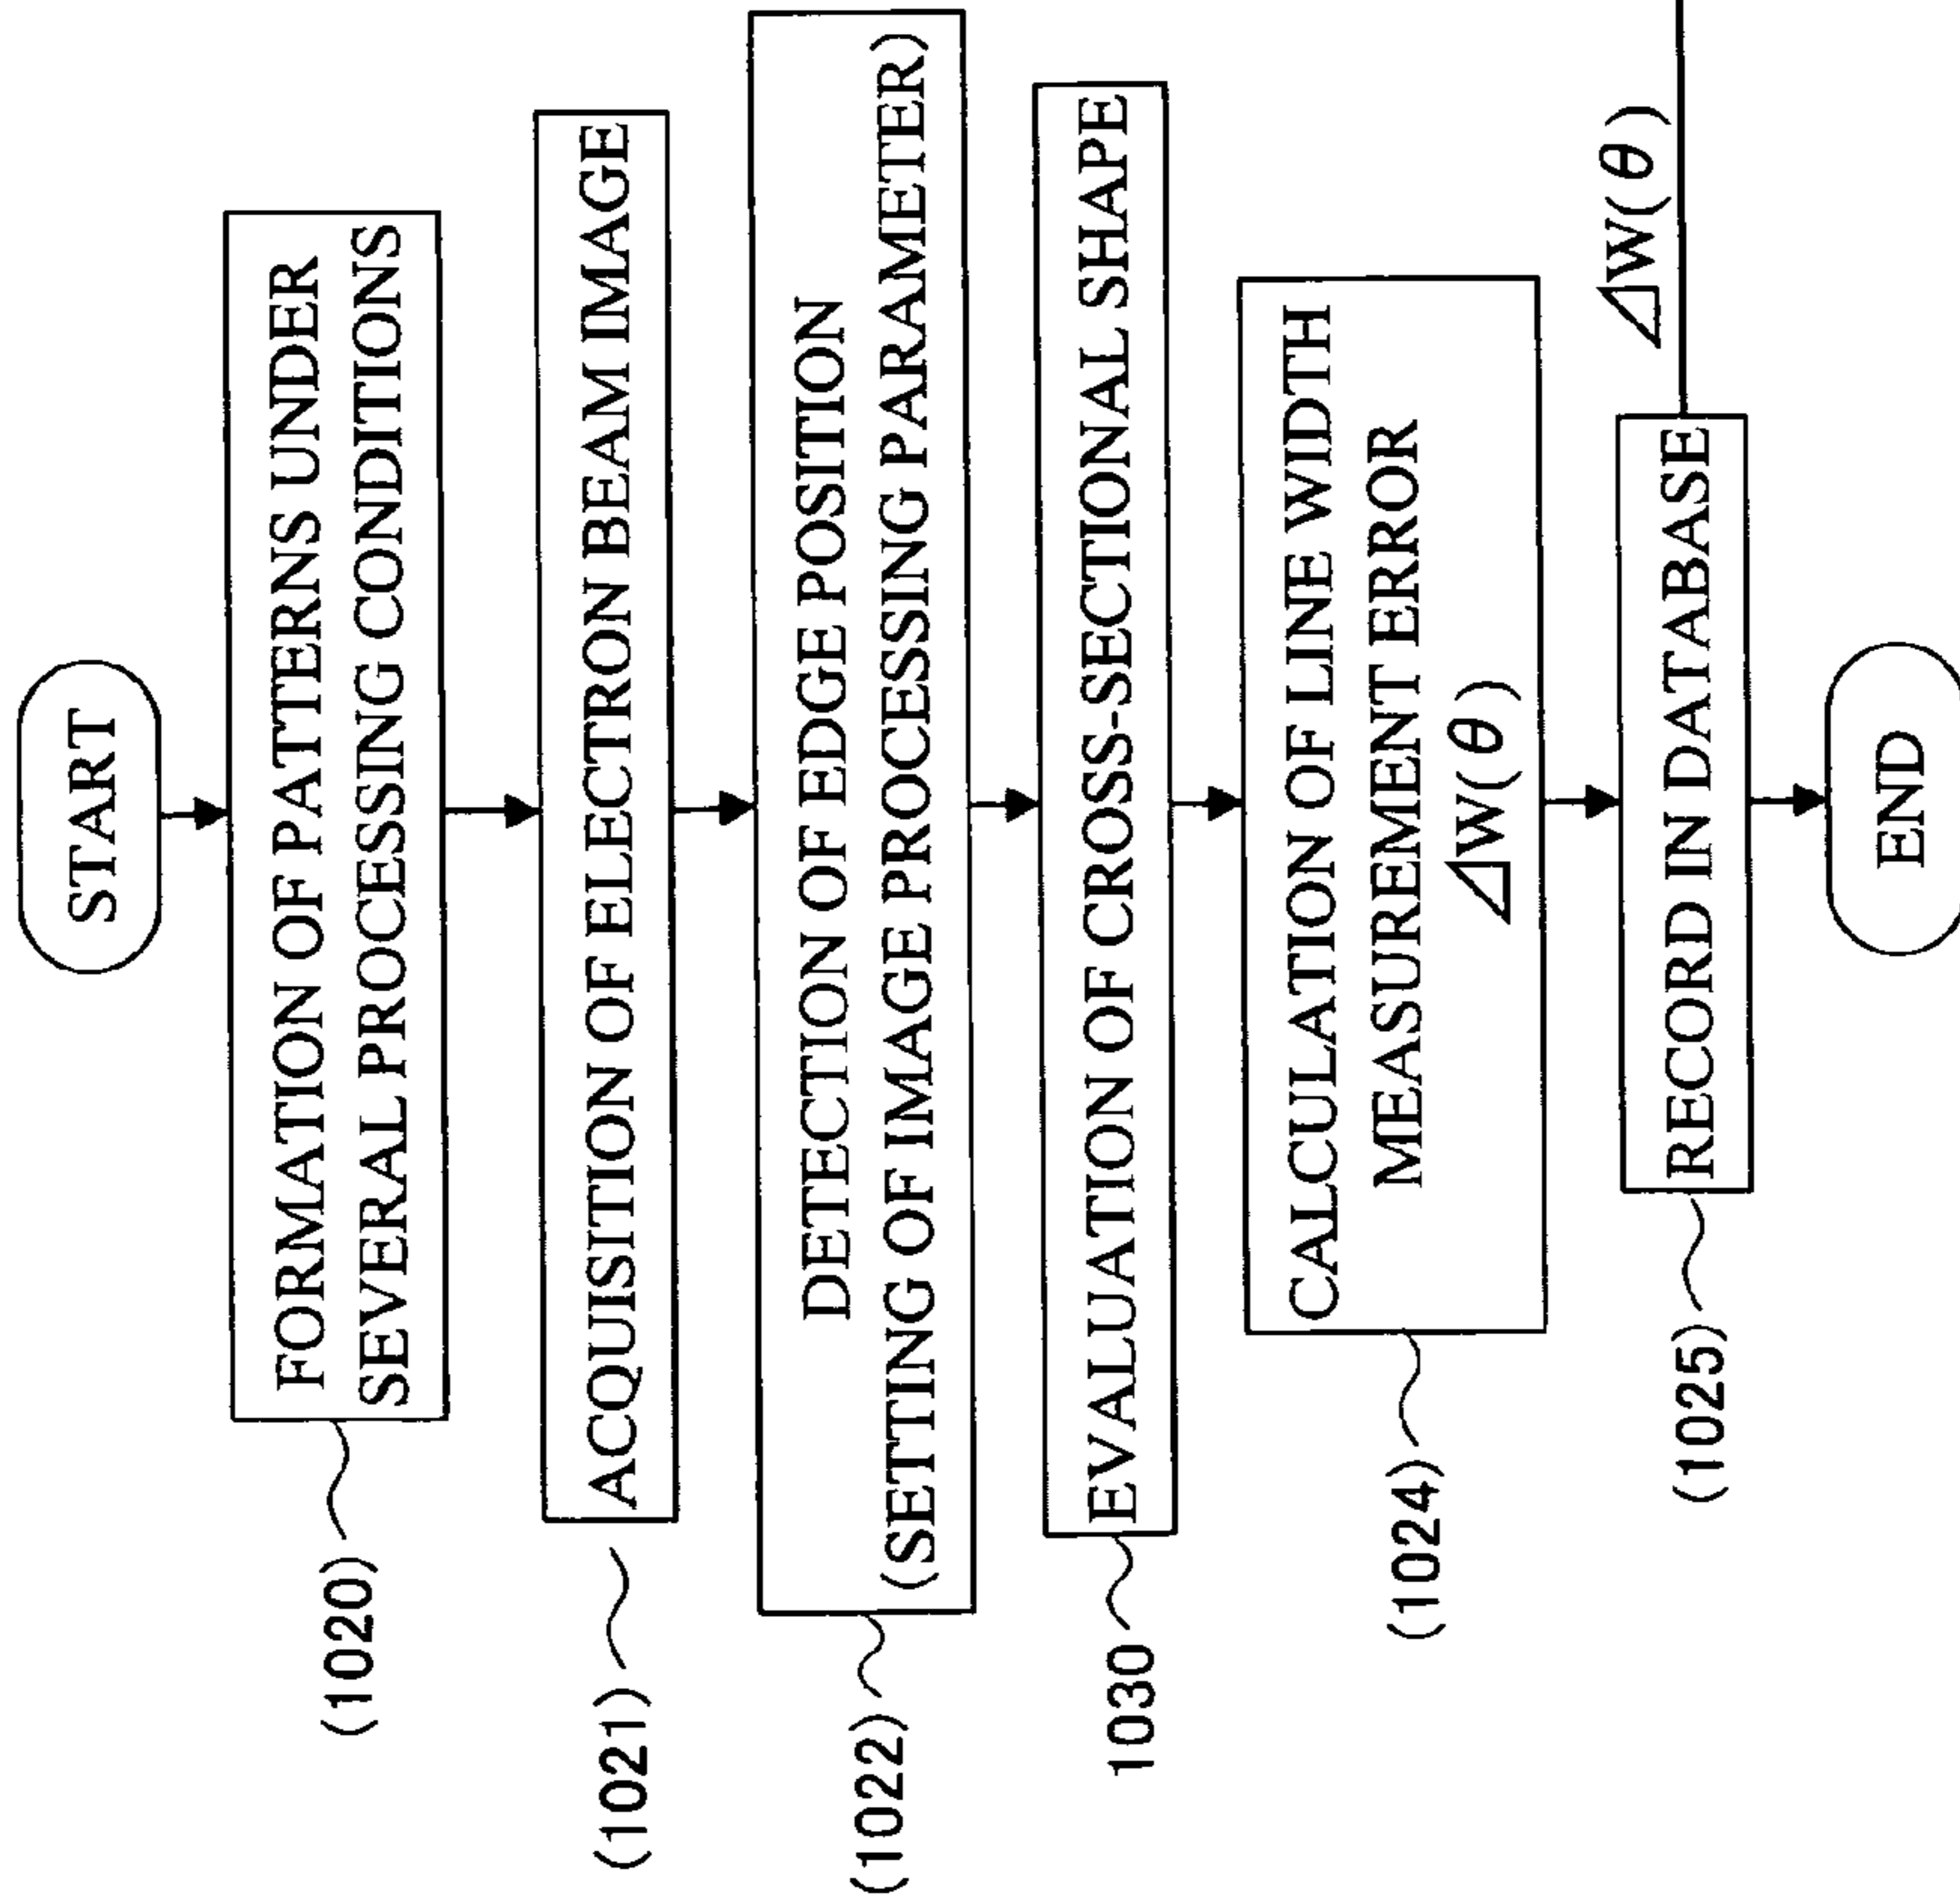 START
(1020)
FORMATION OF PATTERNS UNDER
SEVERAL PROCESSING CONDITIONS
(1021)
ACQUISITION OF ELECTRON BEAM IMAGE
(1022)
DETECTION OF EDGE POSITION
(SETTING OF IMAGE PROCESSING PARAMETER)
1030
EVALUATION OF CROSS-SECTIONAL SHAPE
(1024)
CALCULATION OF LINE WIDTH
MEASUREMENT ERROR
⊿W(θ)
(1025)
RECORD IN DATABASE
⊿W(θ)
END